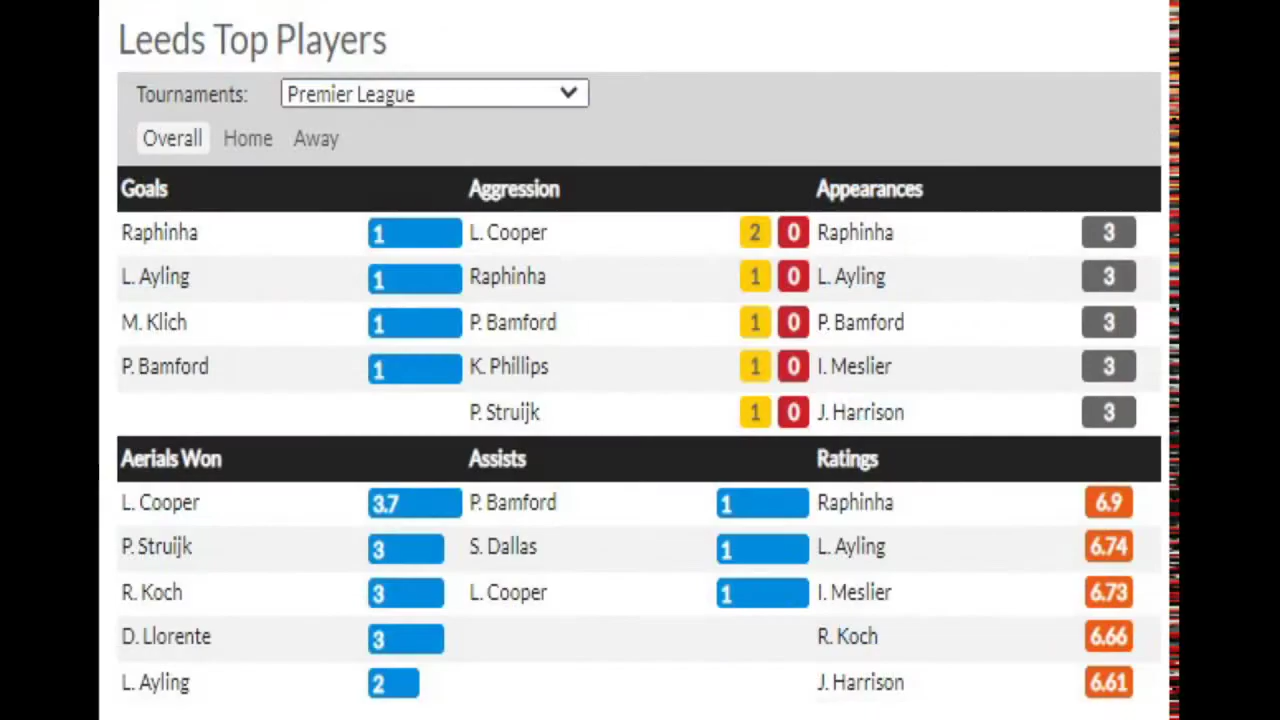 Leeds Top Players
Tournaments: Premier League
Overall Home Away
Goals Aggression Appearances
Raphinha 1 L. Cooper 2 0 Raphinha 3
L. Ayling 1 Raphinha 1 0 L. Ayling 3
M. Klich 1 P. Bamford 1 0 P. Bamford 3
P. Bamford 1 K. Phillips 1 0 I. Meslier 3
P. Struijk 1 0 J. Harrison 3
Aerials Won Assists Ratings
L. Cooper 3.7 P. Bamford 1 Raphinha 6.9
P. Struijk 3 S. Dallas 1 L. Ayling 6.74
R. Koch 3 L. Cooper 1 I. Meslier 6.73
D. Llorente 3 R. Koch 6.66
L. Ayling 2 J. Harrison 6.61